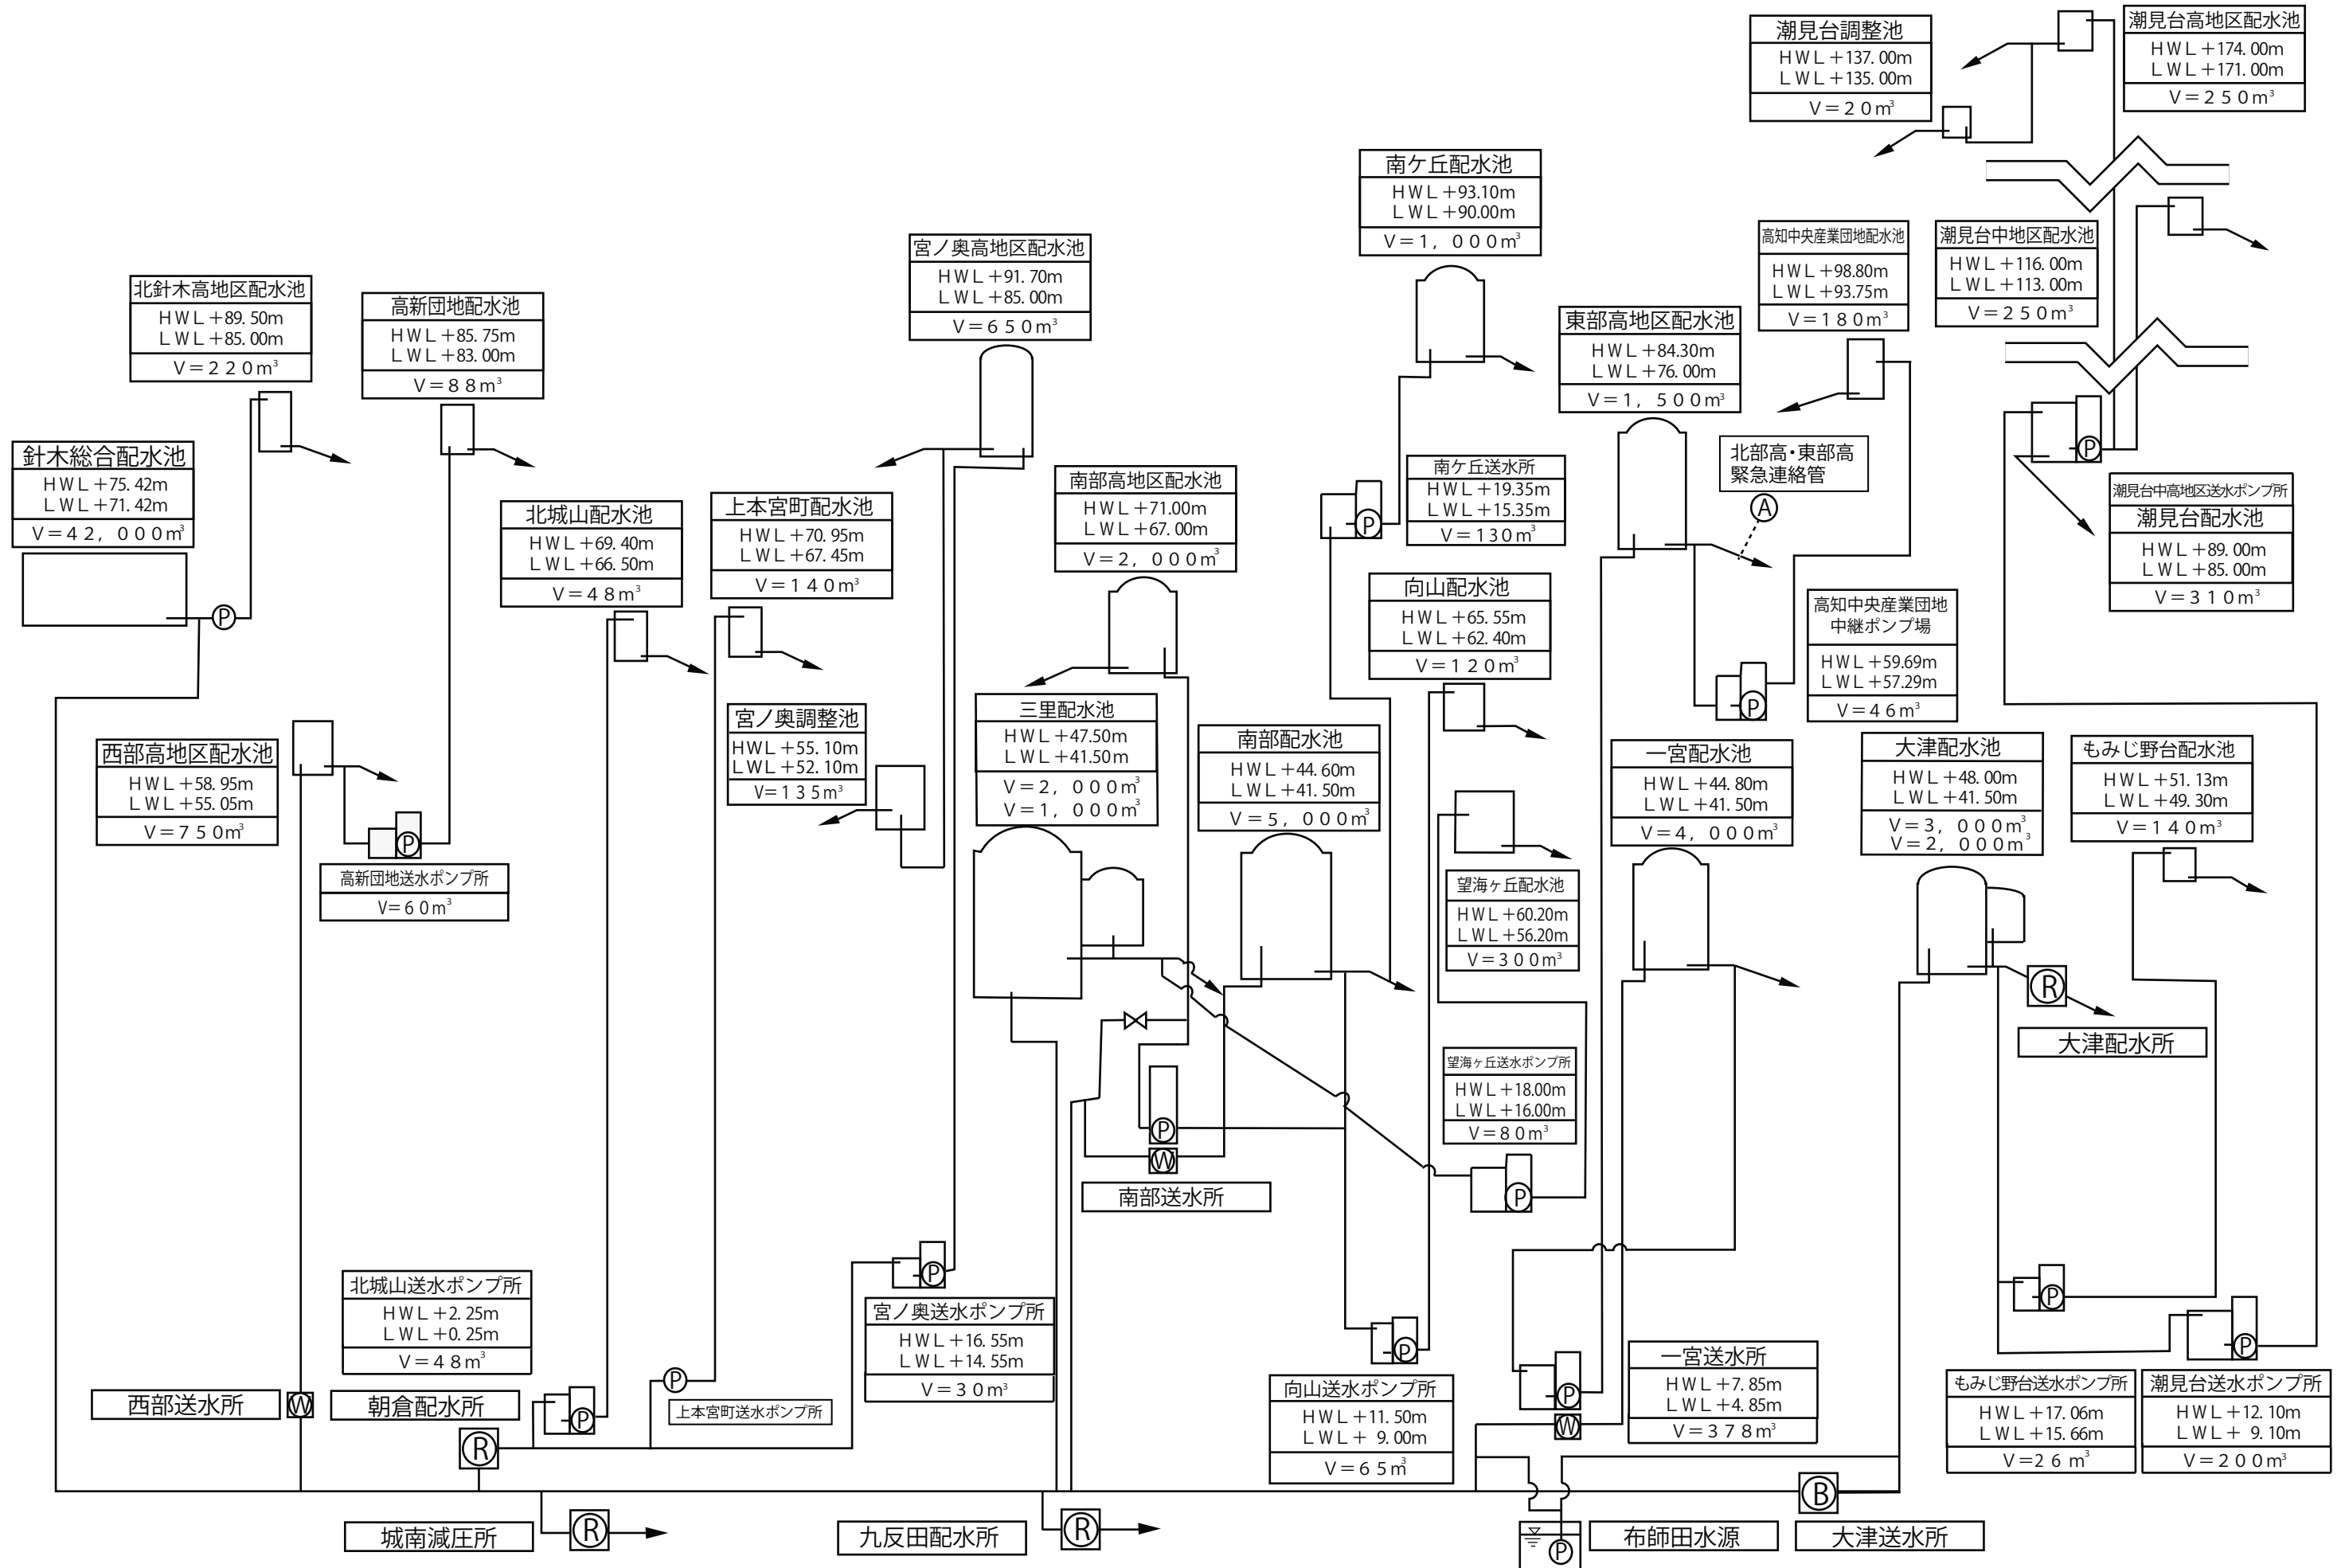 潮見台調整池
ＨＷＬ＋137. 00m
ＬＷＬ＋135. 00m
Ｖ＝２０㎥
潮見台高地区配水池
ＨＷＬ＋174. 00m
ＬＷＬ＋171. 00m
Ｖ＝２５０㎥
南ケ丘配水池
ＨＷＬ＋93.10m
ＬＷＬ＋90.00m
Ｖ＝１，０００㎥
宮ノ奥高地区配水池
ＨＷＬ＋91. 70m
ＬＷＬ＋85. 00m
Ｖ＝６５０㎥
高知中央産業団地配水池
ＨＷＬ＋98.80m
ＬＷＬ＋93.75m
Ｖ＝１８０㎥
潮見台中地区配水池
ＨＷＬ＋116. 00m
ＬＷＬ＋113. 00m
Ｖ＝２５０㎥
北針木高地区配水池
ＨＷＬ＋89. 50m
ＬＷＬ＋85. 00m
Ｖ＝２２０㎥
高新団地配水池
ＨＷＬ＋85. 75m
ＬＷＬ＋83. 00m
Ｖ＝８８㎥
東部高地区配水池
ＨＷＬ＋84.30m
ＬＷＬ＋76. 00m
Ｖ＝１，５００㎥
針木総合配水池
ＨＷＬ＋75. 42m
ＬＷＬ＋71. 42m
Ｖ＝４２，０００㎥
P
北城山配水池
ＨＷＬ＋69. 40m
ＬＷＬ＋66. 50m
Ｖ＝４８㎥
上本宮町配水池
ＨＷＬ＋70. 95m
ＬＷＬ＋67. 45m
Ｖ＝１４０㎥
南部高地区配水池
ＨＷＬ＋71.00m
ＬＷＬ＋67. 00m
Ｖ＝２，０００㎥
P
南ケ丘送水所
ＨＷＬ＋19.35m
ＬＷＬ＋15.35m
Ｖ＝１３０㎥
北部高・東部高
緊急連絡管
A
P
潮見台中高地区送水ポンプ所
潮見台配水池
ＨＷＬ＋89. 00m
ＬＷＬ＋85. 00m
Ｖ＝３１０㎥
向山配水池
ＨＷＬ＋65. 55m
ＬＷＬ＋62. 40m
Ｖ＝１２０㎥
高知中央産業団地
中継ポンプ場
ＨＷＬ＋59.69m
ＬＷＬ＋57.29m
Ｖ＝４６㎥
P
西部高地区配水池
ＨＷＬ＋58. 95m
ＬＷＬ＋55. 05m
Ｖ＝７５０㎥
P
高新団地送水ポンプ所
Ｖ＝６０㎥
宮ノ奥調整池
ＨＷＬ＋55. 10m
ＬＷＬ＋52. 10m
Ｖ＝１３５㎥
三里配水池
ＨＷＬ＋47.50m
ＬＷＬ＋41.50m
Ｖ＝２，０００㎥
Ｖ＝１，０００㎥
南部配水池
ＨＷＬ＋44. 60m
ＬＷＬ＋41. 50m
Ｖ＝５，０００㎥
一宮配水池
ＨＷＬ＋44. 80m
ＬＷＬ＋41. 50m
Ｖ＝４，０００㎥
大津配水池
ＨＷＬ＋48. 00m
ＬＷＬ＋41. 50m
Ｖ＝３，０００㎥
Ｖ＝２，０００㎥
もみじ野台配水池
ＨＷＬ＋51. 13m
ＬＷＬ＋49. 30m
Ｖ＝１４０㎥
望海ヶ丘配水池
ＨＷＬ＋60.20m
ＬＷＬ＋56.20m
Ｖ＝３００㎥
R
大津配水所
望海ヶ丘送水ポンプ所
ＨＷＬ＋18.00m
ＬＷＬ＋16.00m
Ｖ＝８０㎥
P
P
W
南部送水所
P
北城山送水ポンプ所
ＨＷＬ＋2. 25m
ＬＷＬ＋0. 25m
Ｖ＝４８㎥
宮ノ奥送水ポンプ所
ＨＷＬ＋16. 55m
ＬＷＬ＋14. 55m
Ｖ＝３０㎥
P
P
P
西部送水所
W
朝倉配水所
P
R
P
上本宮町送水ポンプ所
向山送水ポンプ所
ＨＷＬ＋11. 50m
ＬＷＬ＋ 9. 00m
Ｖ＝６５㎥
P
P
W
一宮送水所
ＨＷＬ＋7. 85m
ＬＷＬ＋4. 85m
Ｖ＝３７８㎥
もみじ野台送水ポンプ所
ＨＷＬ＋17. 06m
ＬＷＬ＋15. 66m
Ｖ＝２６㎥
潮見台送水ポンプ所
ＨＷＬ＋12. 10m
ＬＷＬ＋ 9. 10m
Ｖ＝２００㎥
B
城南減圧所
R
九反田配水所
R
P
布師田水源
大津送水所